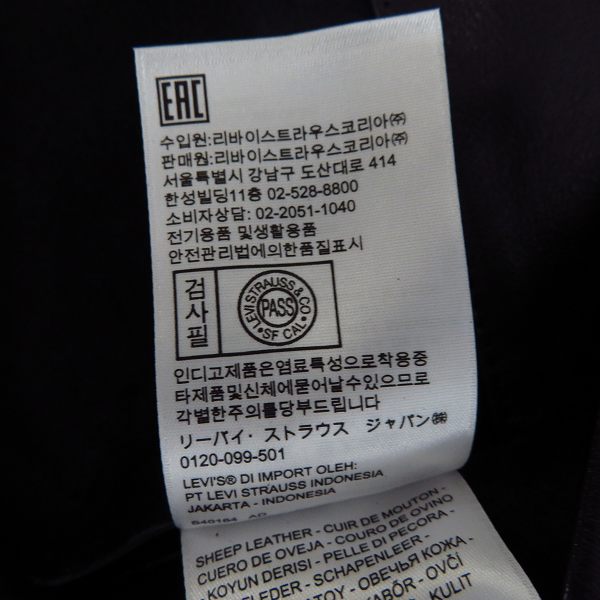 EAC
수입원:리바이스트라우스코리아㈜
판매원:리바이스트라우스코리아㈜
서울특별시 강남구 도산대로 414
한성빌딩11층 02-528-8800
소비자상담: 02-2051-1040
전기용품 및생활용품
안전관리법에의한품질표시
검사필
LEVI STRAUSS & CO
PASS
SF CAL
인디고제품은염료특성으로착용중
타제품및신체에묻어날수있으므로
각별한주의를당부드립니다
リーバイ・ストラウス ジャパン㈱
0120-099-501
LEVI'S® DI IMPORT OLEH:
PT LEVI STRAUSS INDONESIA
JAKARTA - INDONESIA
SHEEP LEATHER - CUIR DE MOUTON-
CUERO DE OVEJA - COURO DE OVINO
KOYUN DERISI - PELLE DI PECORA -
FLEDER - SCHAPENLEER-
- ОВЕЧЬЯ КОЖА-
OVČÍ
KULIT